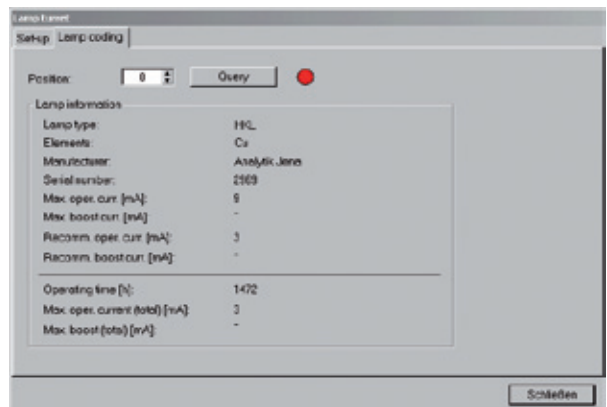 Lamp turret
Set-up Lamp coding
Position: 0 Query
Lamp information
Lamp type: HKL
Elements: Cu
Manufacturer: Analytik Jena
Serial number: 2989
Max. oper. curr. [mA]: 9
Max. boost curr. [mA]: -
Recomm. oper. curr. [mA]: 3
Recomm. boost curr. [mA]: -
Operating time [h]: 1472
Max. oper. current (total) [mA]: 3
Max. boost (total) [mA]: -
Schließen